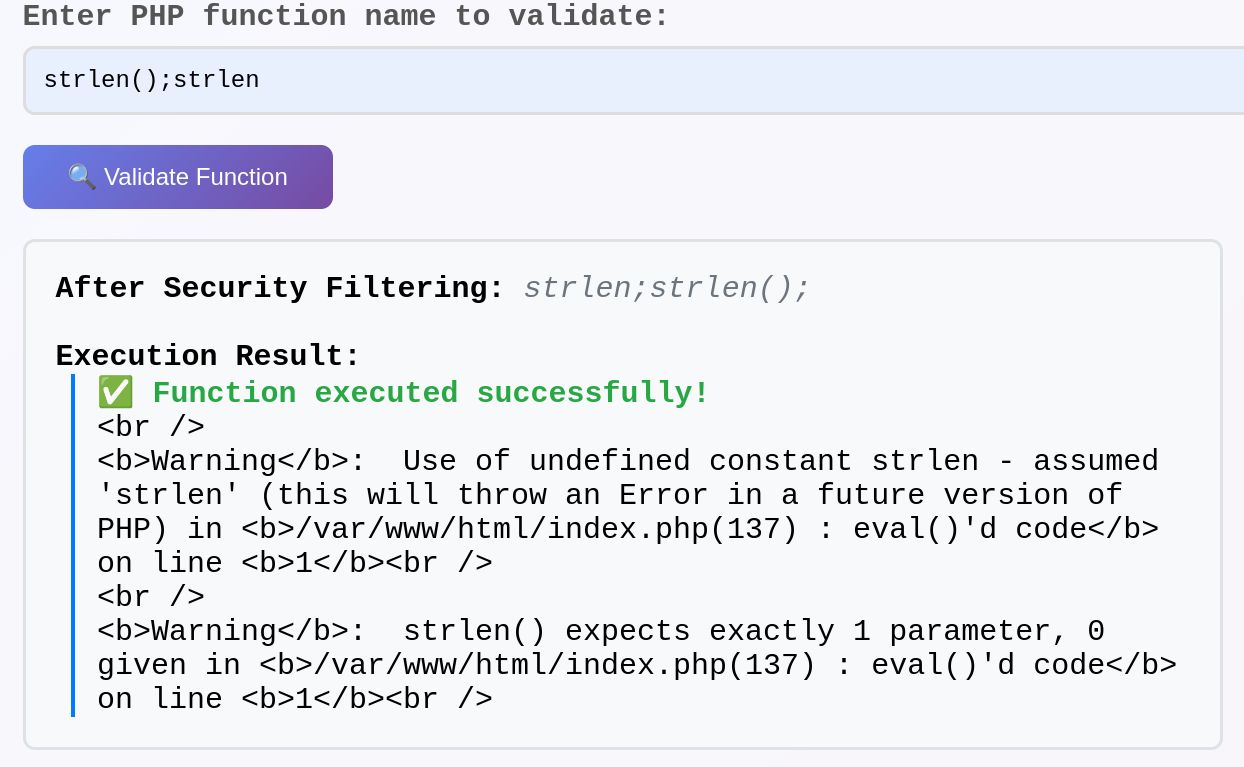 Enter PHP function name to validate:
strlen();strlen
🔍 Validate Function
After Security Filtering: strlen;strlen();
Execution Result:
✅ Function executed successfully!
<br />
<b>Warning</b>:  Use of undefined constant strlen - assumed
'strlen' (this will throw an Error in a future version of
PHP) in <b>/var/www/html/index.php(137) : eval()'d code</b>
on line <b>1</b><br />
<br />
<b>Warning</b>:  strlen() expects exactly 1 parameter, 0
given in <b>/var/www/html/index.php(137) : eval()'d code</b>
on line <b>1</b><br />